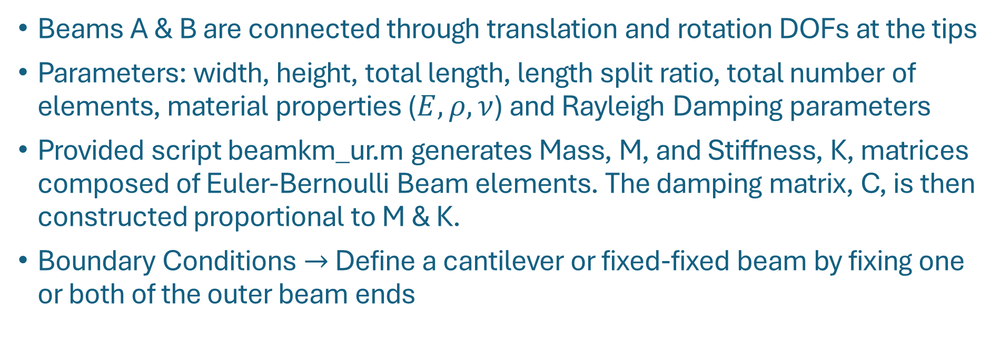 • Beams A & B are connected through translation and rotation DOFs at the tips
• Parameters: width, height, total length, length split ratio, total number of
elements, material properties (𝐸, 𝜌, 𝜈) and Rayleigh Damping parameters
• Provided script beamkm_ur.m generates Mass, M, and Stiffness, K, matrices
composed of Euler-Bernoulli Beam elements. The damping matrix, C, is then
constructed proportional to M & K.
• Boundary Conditions → Define a cantilever or fixed-fixed beam by fixing one
or both of the outer beam ends